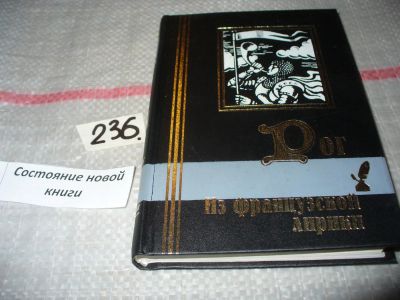 236.
Состояние новой
книги
Рог
Из французской
лирики